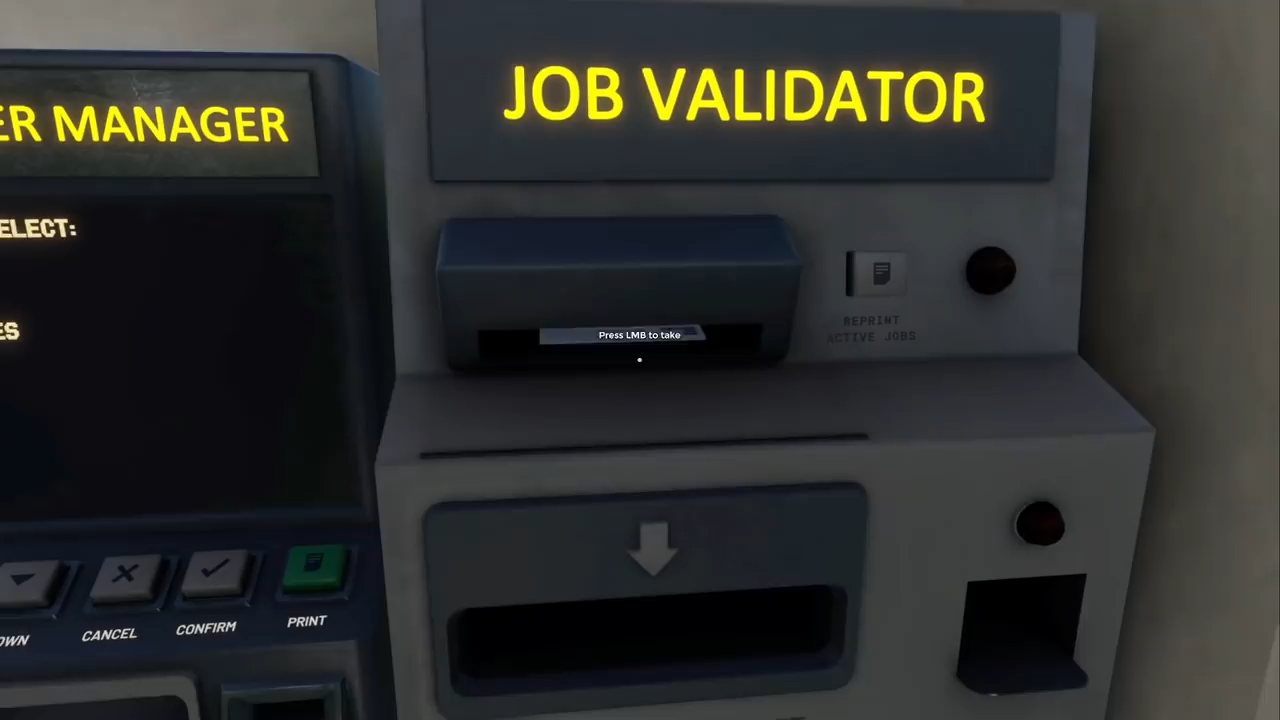 ER MANAGER
ELECT:
ES
OWN
CANCEL
CONFIRM
PRINT
JOB VALIDATOR
Press LMB to take
REPRINT
ACTIVE JOBS